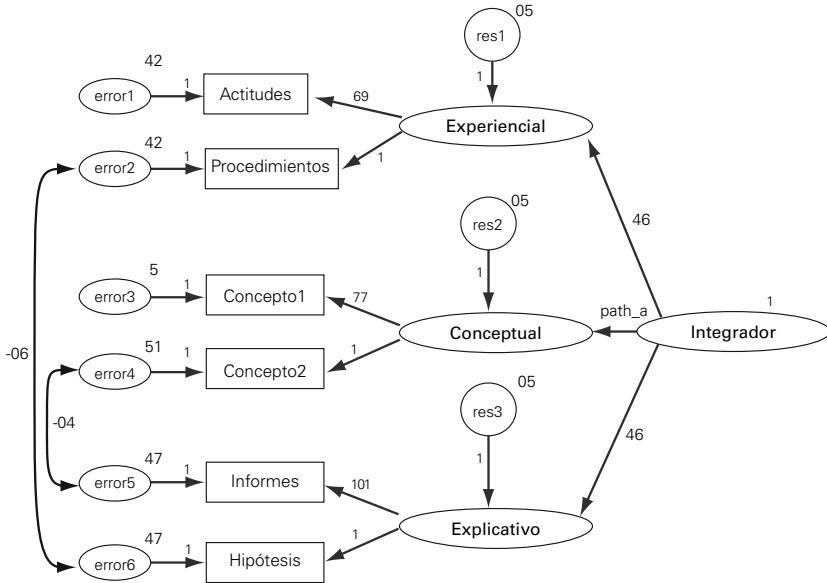 05
res1
42
1
1
error1
Actitudes
69
Experiencial
42
1
error2
Procedimientos
1
05
res2
46
5
1
1
error3
Concepto1
77
path_a
1
Conceptual
Integrador
-06
51
1
error4
Concepto2
1
05
res3
-04
46
47
1
1
error5
Informes
101
Explicativo
47
1
error6
Hipótesis
1